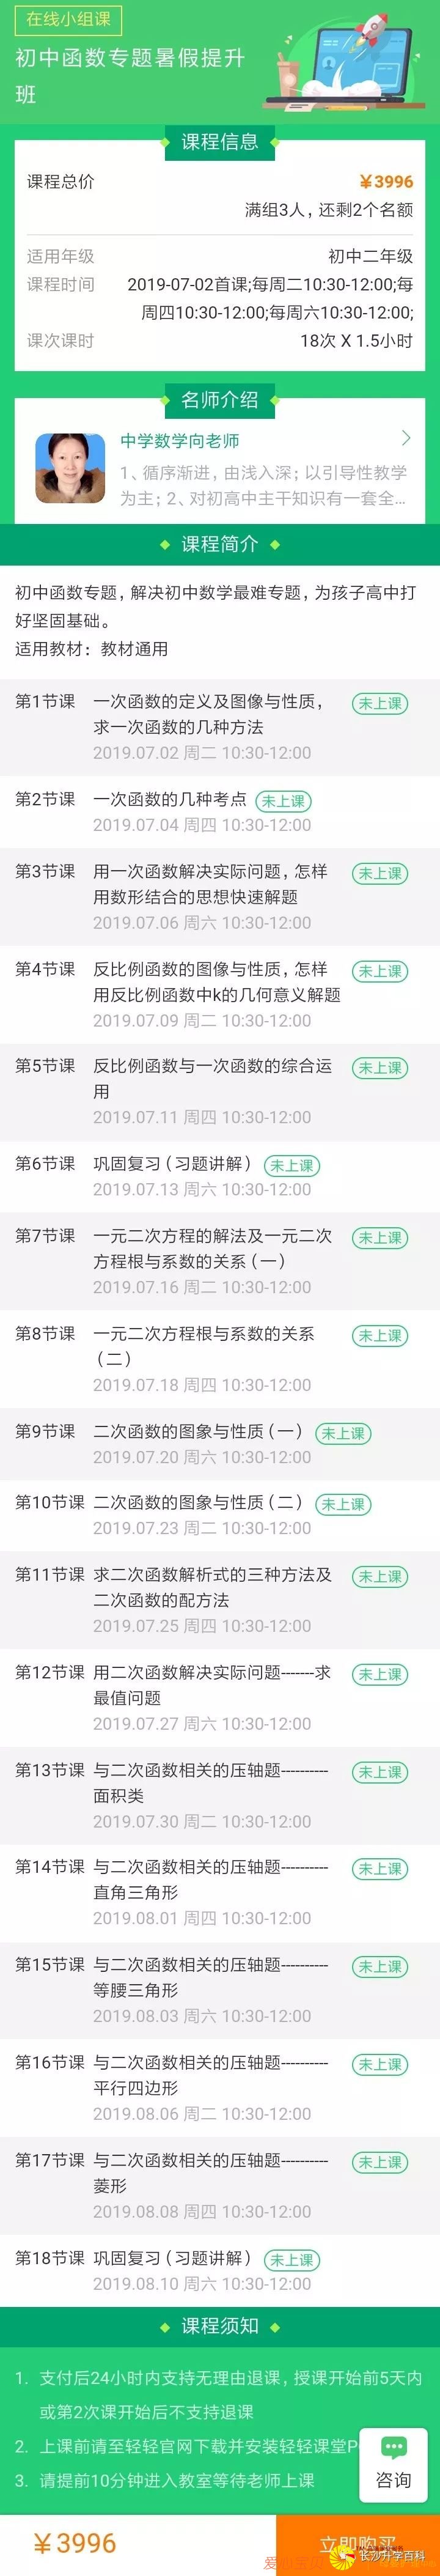 在线小组课
初中函数专题暑假提升
班
课程信息
课程总价 ￥3996
满组3人，还剩2个名额
适用年级 初中二年级
课程时间 2019-07-02首课;每周二10:30-12:00;每
周四10:30-12:00;每周六10:30-12:00;
课次课时 18次 X 1.5小时
名师介绍
中学数学向老师
1、循序渐进，由浅入深；以引导性教学
为主；2、对初高中主干知识有一套全...
课程简介
初中函数专题，解决初中数学最难专题，为孩子高中打
好坚固基础。
适用教材：教材通用
第1节课 一次函数的定义及图像与性质， 未上课
求一次函数的几种方法
2019.07.02 周二 10:30-12:00
第2节课 一次函数的几种考点 未上课
2019.07.04 周四 10:30-12:00
第3节课 用一次函数解决实际问题，怎样 未上课
用数形结合的思想快速解题
2019.07.06 周六 10:30-12:00
第4节课 反比例函数的图像与性质，怎样 未上课
用反比例函数中k的几何意义解题
2019.07.09 周二 10:30-12:00
第5节课 反比例函数与一次函数的综合运 未上课
用
2019.07.11 周四 10:30-12:00
第6节课 巩固复习（习题讲解） 未上课
2019.07.13 周六 10:30-12:00
第7节课 一元二次方程的解法及一元二次 未上课
方程根与系数的关系（一）
2019.07.16 周二 10:30-12:00
第8节课 一元二次方程根与系数的关系 未上课
（二）
2019.07.18 周四 10:30-12:00
第9节课 二次函数的图象与性质（一） 未上课
2019.07.20 周六 10:30-12:00
第10节课 二次函数的图象与性质（二） 未上课
2019.07.23 周二 10:30-12:00
第11节课 求二次函数解析式的三种方法及 未上课
二次函数的配方法
2019.07.25 周四 10:30-12:00
第12节课 用二次函数解决实际问题-------求 未上课
最值问题
2019.07.27 周六 10:30-12:00
第13节课 与二次函数相关的压轴题---------- 未上课
面积类
2019.07.30 周二 10:30-12:00
第14节课 与二次函数相关的压轴题---------- 未上课
直角三角形
2019.08.01 周四 10:30-12:00
第15节课 与二次函数相关的压轴题---------- 未上课
等腰三角形
2019.08.03 周六 10:30-12:00
第16节课 与二次函数相关的压轴题---------- 未上课
平行四边形
2019.08.06 周二 10:30-12:00
第17节课 与二次函数相关的压轴题---------- 未上课
菱形
2019.08.08 周四 10:30-12:00
第18节课 巩固复习（习题讲解） 未上课
2019.08.10 周六 10:30-12:00
课程须知
1. 支付后24小时内支持无理由退课，授课开始前5天内
或第2次课开始后不支持退课
2. 上课前请至轻轻官网下载并安装轻轻课堂P
3. 请提前10分钟进入教室等待老师上课
咨询
￥3996
立即购买
长沙升学百科